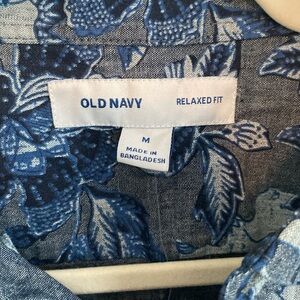 OLD NAVY RELAXED FIT
M
MADE IN
BANGLADESH